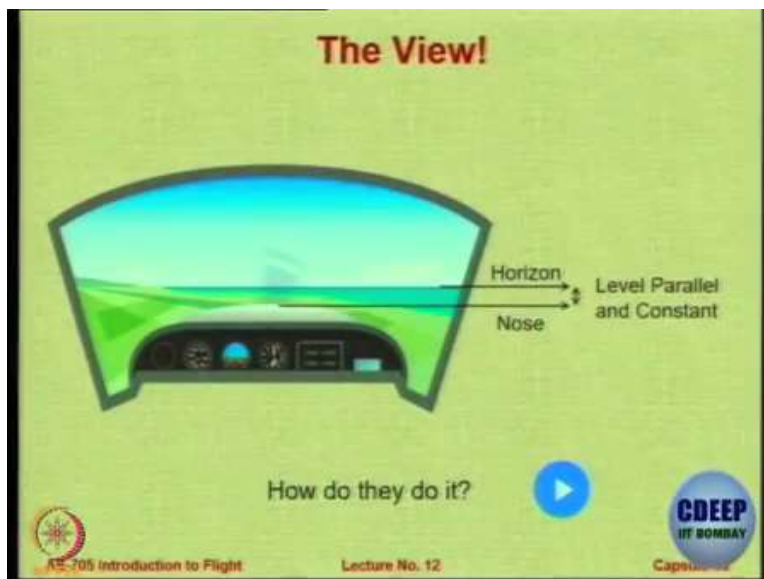 The View!
Horizon
Level Parallel
and Constant
Nose
How do they do it?
CDEEP
IIT BOMBAY
AE-705 Introduction to Flight
Lecture No. 12